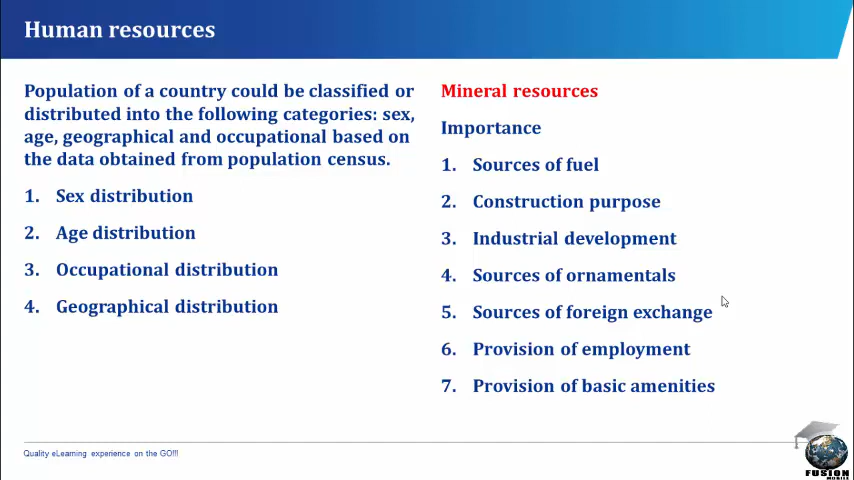 Human resources
Population of a country could be classified or
distributed into the following categories: sex,
age, geographical and occupational based on
the data obtained from population census.
1. Sex distribution
2. Age distribution
3. Occupational distribution
4. Geographical distribution
Mineral resources
Importance
1. Sources of fuel
2. Construction purpose
3. Industrial development
4. Sources of ornamentals
5. Sources of foreign exchange
6. Provision of employment
7. Provision of basic amenities
Quality eLearning experience on the GO!!!
FUSION
MOBILE